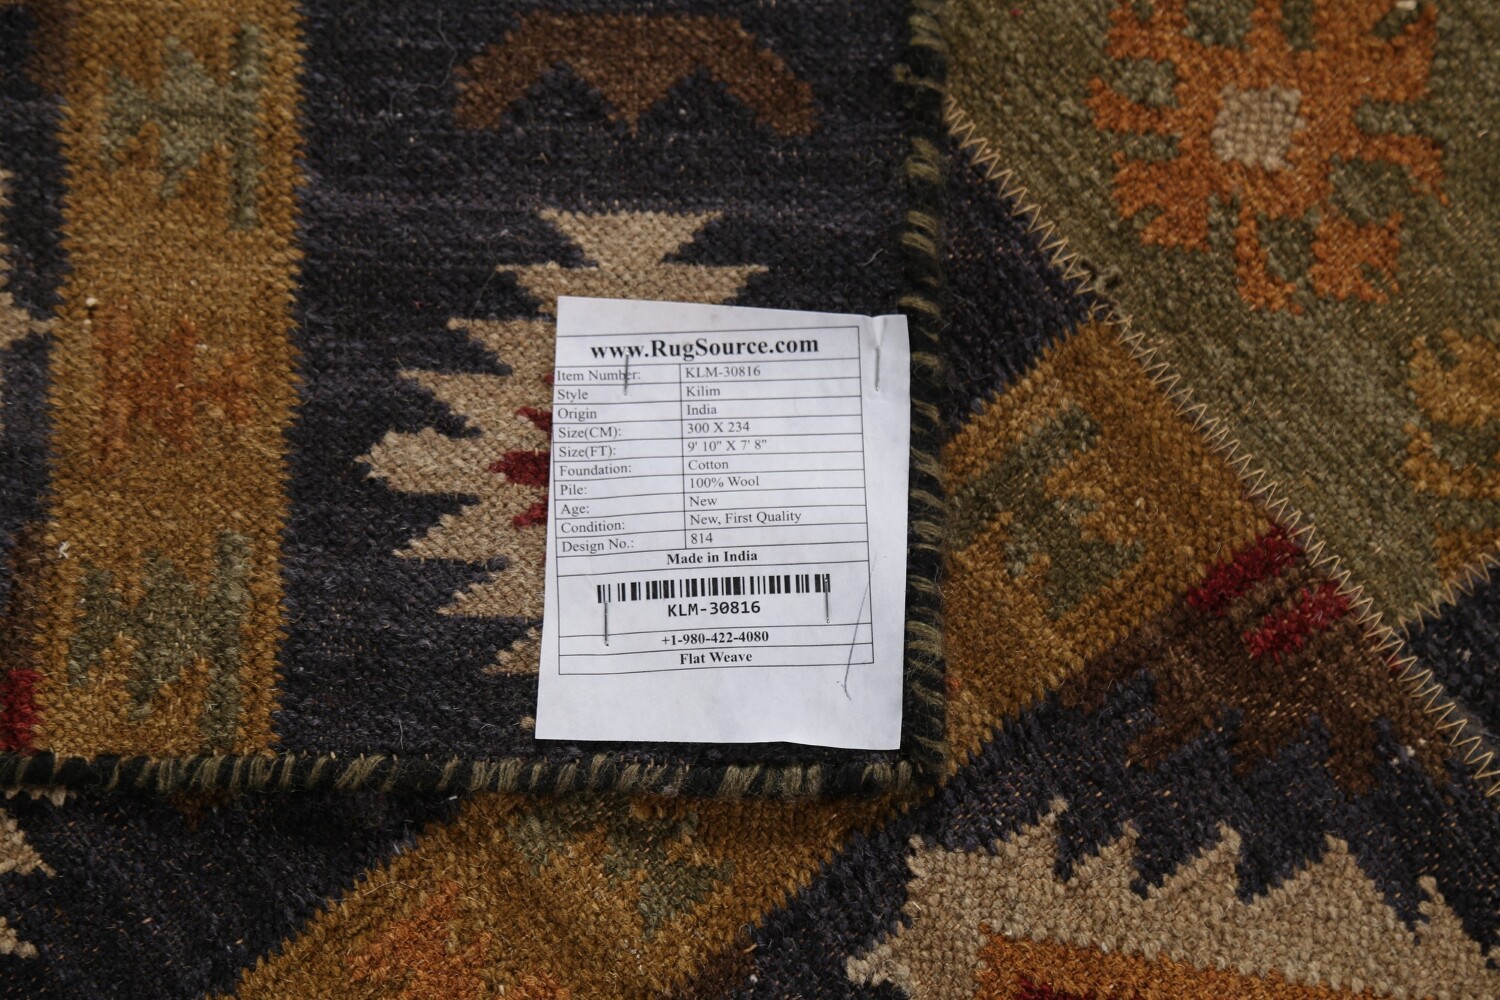 www.RugSource.com
Item Number: KLM-30816
Style Kilim
Origin India
Size(CM): 300 X 234
Size(FT): 9' 10" X 7' 8"
Foundation: Cotton
Pile: 100% Wool
Age: New
Condition: New, First Quality
Design No.: 814
Made in India
KLM-30816
+1-980-422-4080
Flat Weave